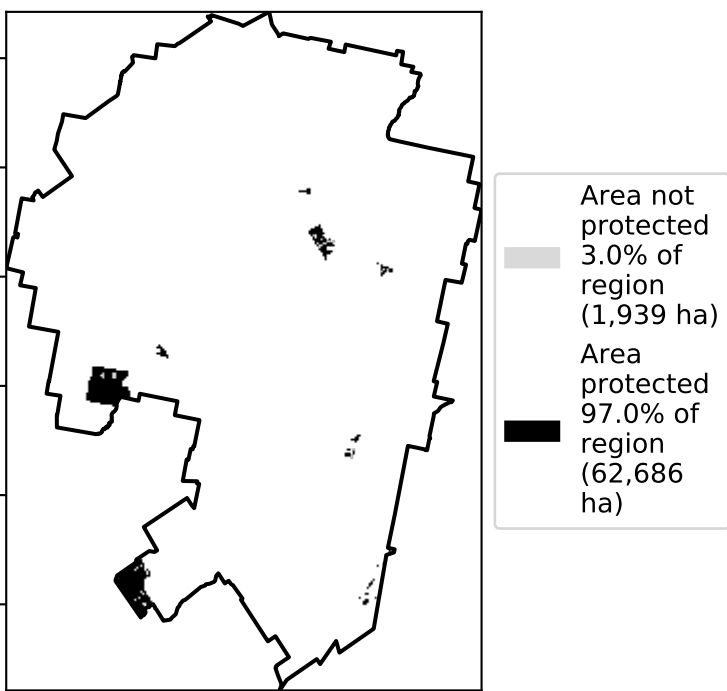 Area not
protected
3.0% of
region
(1,939 ha)
Area
protected
97.0% of
region
(62,686
ha)